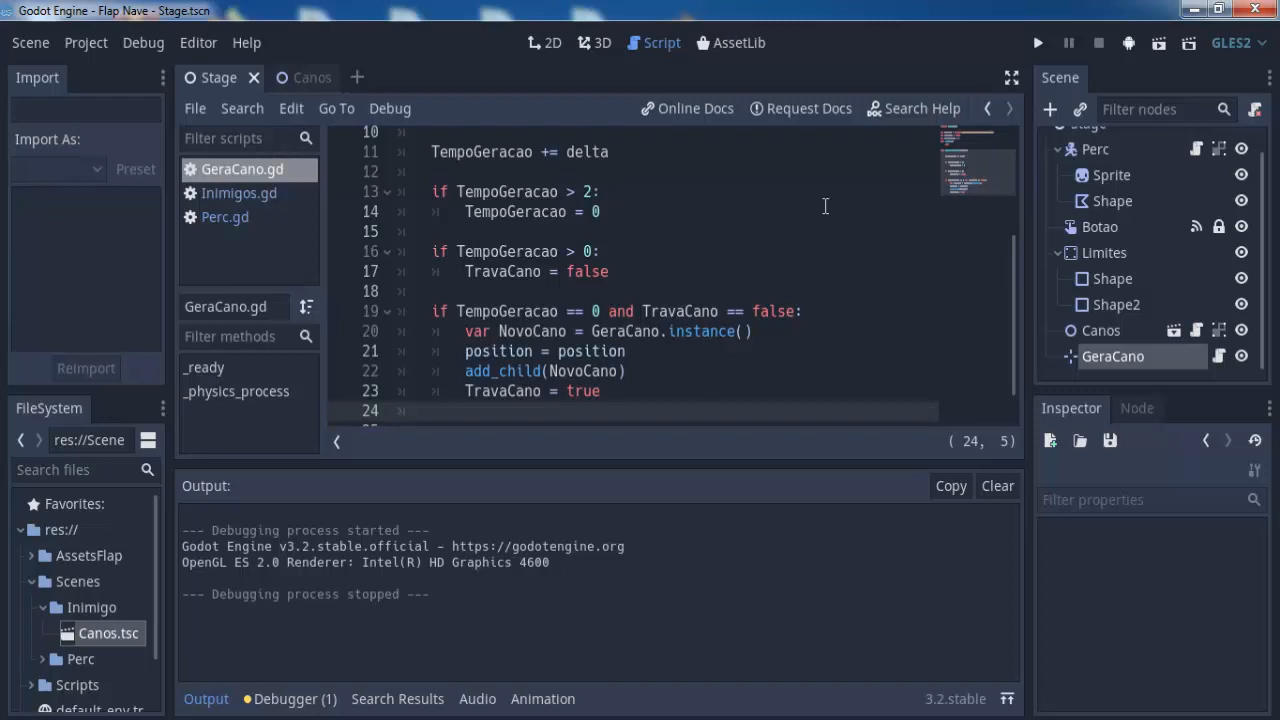 Godot Engine - Flap Nave - Stage.tscn
Scene Project Debug Editor Help
2D 3D Script AssetLib
GLES2
Import
Import As:
Preset
Reimport
Stage Canos
File Search Edit Go To Debug
Online Docs Request Docs Search Help
Filter scripts
GeraCano.gd
Inimigos.gd
Perc.gd
GeraCano.gd
Filter methods
_ready
_physics_process
10
11 TempoGeracao += delta
12
13 if TempoGeracao > 2:
14 TempoGeracao = 0
15
16 if TempoGeracao > 0:
17 TravaCano = false
18
19 if TempoGeracao == 0 and TravaCano == false:
20 var NovoCano = GeraCano.instance()
21 position = position
22 add_child(NovoCano)
23 TravaCano = true
24
( 24, 5)
Scene
Filter nodes
Stage
Perc
Sprite
Shape
Botao
Limites
Shape
Shape2
Canos
GeraCano
FileSystem
res://Scene
Search files
Favorites:
res://
AssetsFlap
Scenes
Inimigo
Canos.tsc
Perc
Scripts
default_env.tr
Output:
Copy Clear
--- Debugging process started ---
Godot Engine v3.2.stable.official - https://godotengine.org
OpenGL ES 2.0 Renderer: Intel(R) HD Graphics 4600
--- Debugging process stopped ---
Output Debugger (1) Search Results Audio Animation
3.2.stable
Inspector Node
Filter properties